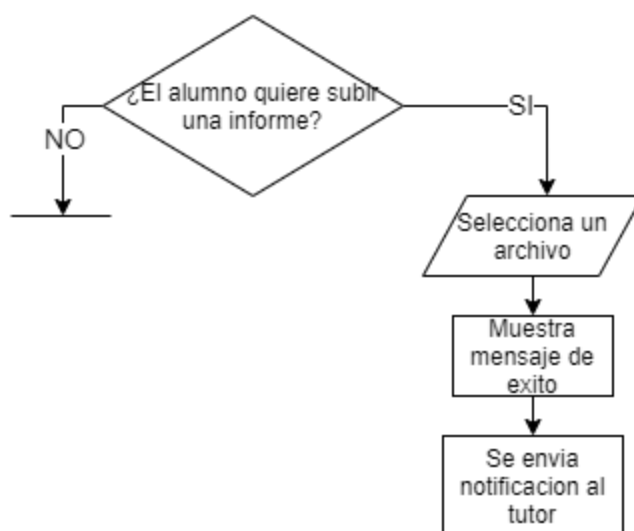 ¿El alumno quiere subir
una informe?
NO
SI
Selecciona un
archivo
Muestra
mensaje de
exito
Se envia
notificacion al
tutor